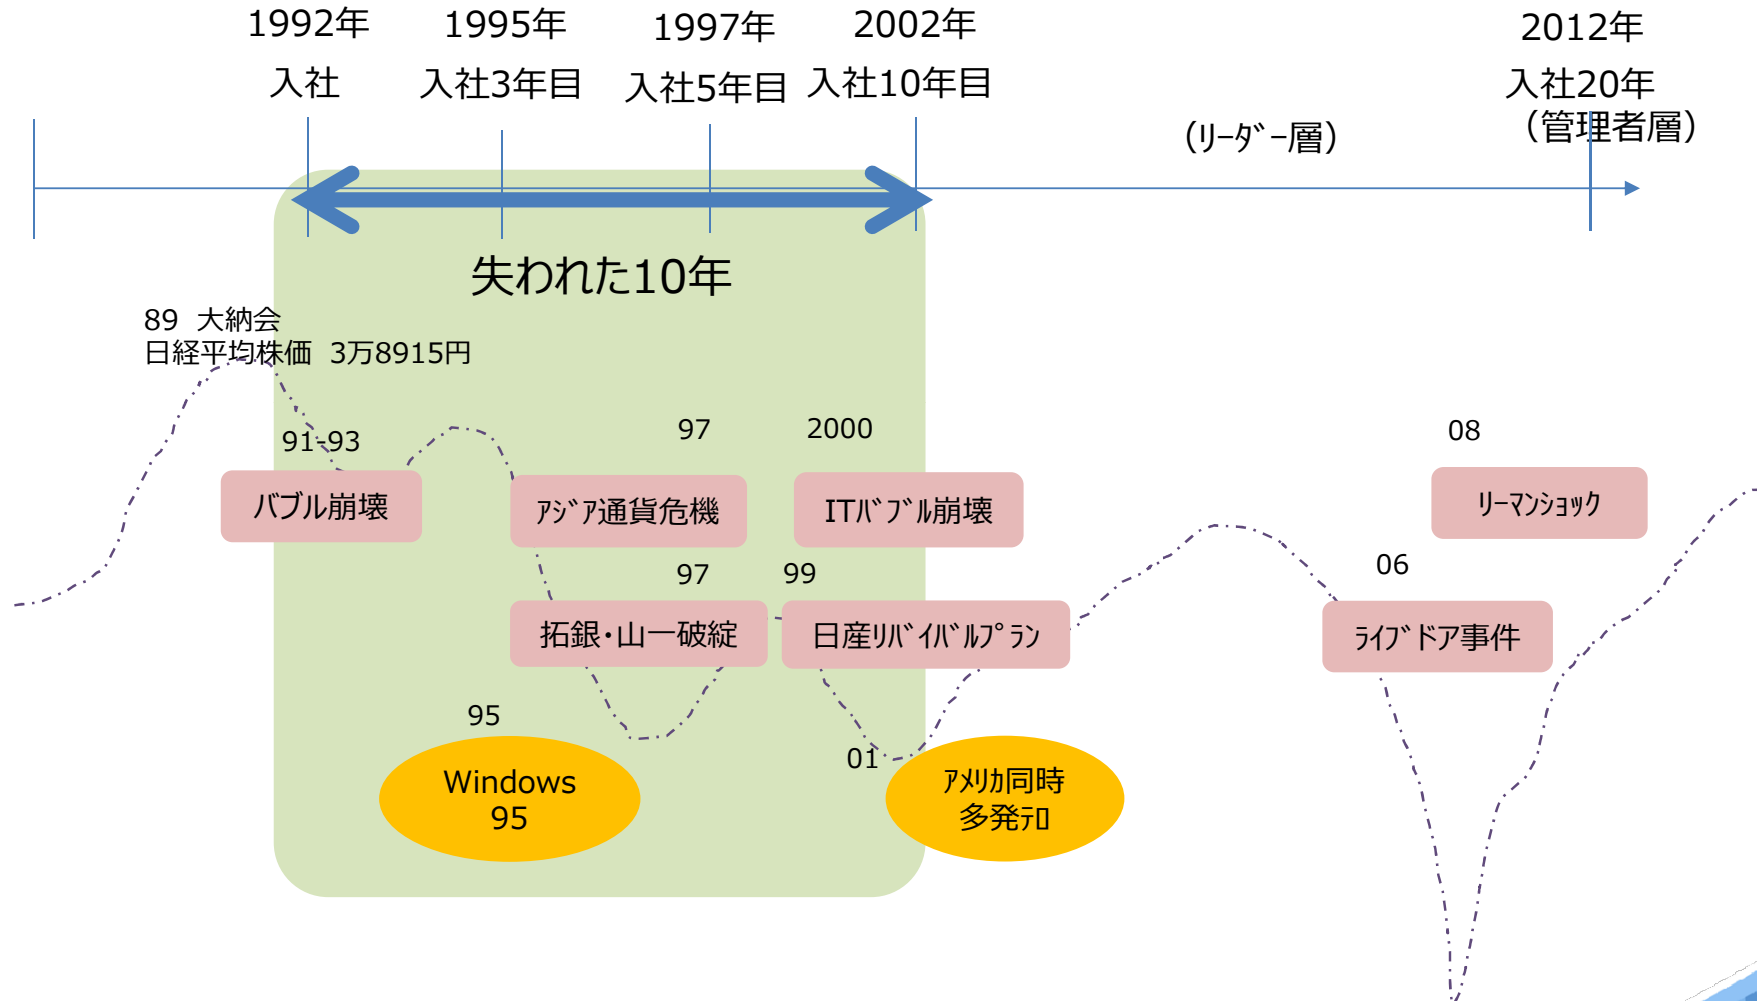 1992年
1995年
1997年
2002年
2012年
入社
入社3年目
入社5年目
入社10年目
入社20年
（管理者層）
（ﾘｰﾀﾞｰ層）
失われた10年
89　大納会
日経平均株価　3万8915円
91-93
バブル崩壊
97
ｱｼﾞｱ通貨危機
2000
ITﾊﾞﾌﾞﾙ崩壊
08
ﾘｰﾏﾝｼｮｯｸ
97
拓銀・山一破綻
99
日産ﾘﾊﾞｲﾊﾞﾙﾌﾟﾗﾝ
06
ﾗｲﾌﾞﾄﾞｱ事件
95
Windows
95
01
ｱﾒﾘｶ同時
多発ﾃﾛ